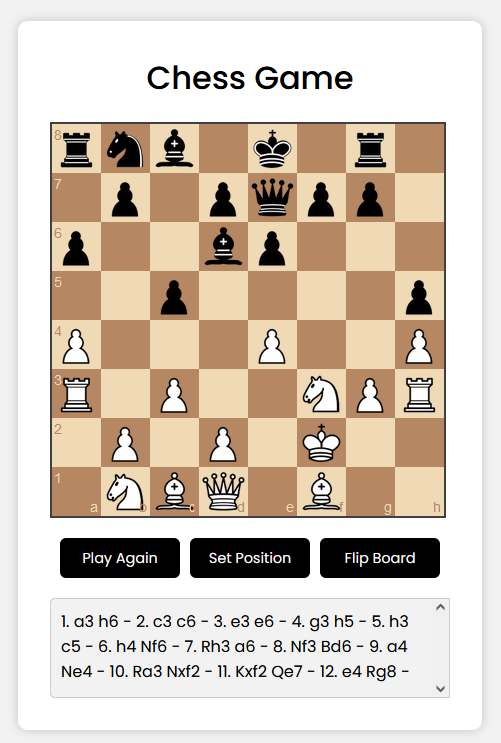 Chess Game
8
7
6
5
4
3
2
1
a b c d e f g h
Play Again Set Position Flip Board
1. a3 h6 - 2. c3 c6 - 3. e3 e6 - 4. g3 h5 - 5. h3
c5 - 6. h4 Nf6 - 7. Rh3 a6 - 8. Nf3 Bd6 - 9. a4
Ne4 - 10. Ra3 Nxf2 - 11. Kxf2 Qe7 - 12. e4 Rg8 -